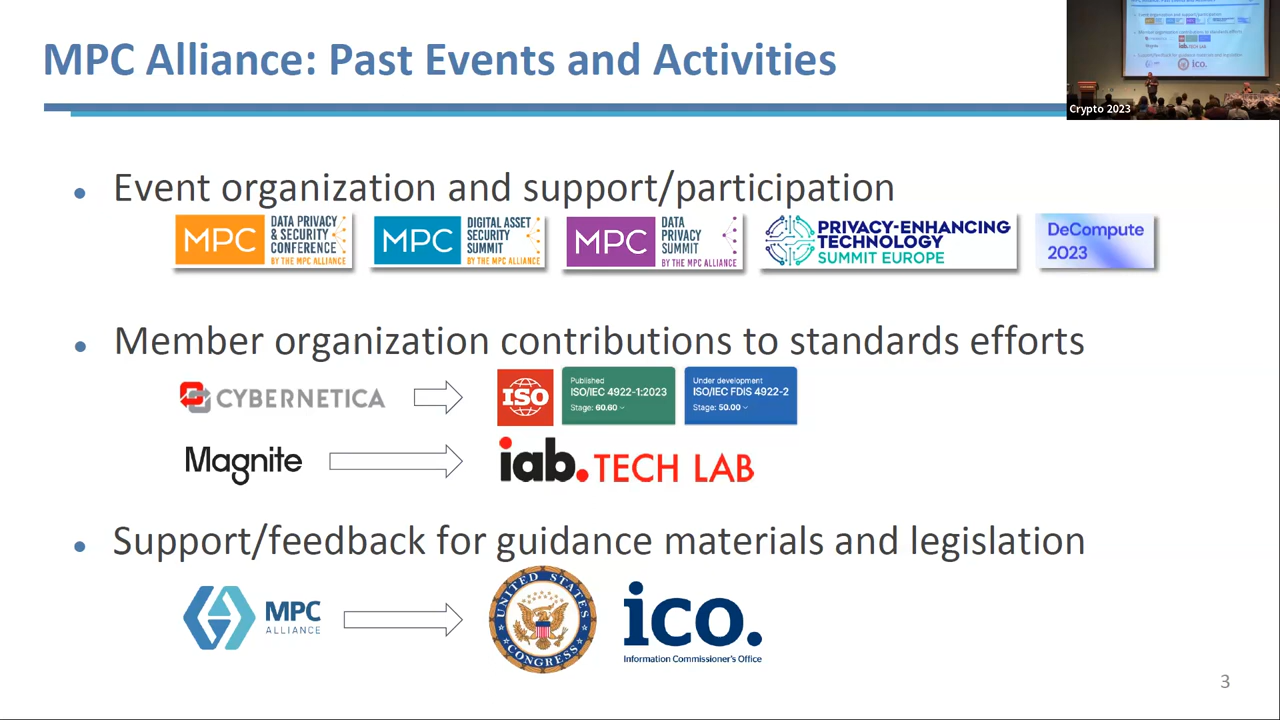 MPC Alliance: Past Events and Activities
Crypto 2023
Event organization and support/participation
MPC DATA PRIVACY & SECURITY CONFERENCE BY THE MPC ALLIANCE
MPC DIGITAL ASSET SECURITY SUMMIT BY THE MPC ALLIANCE
MPC DATA PRIVACY SUMMIT BY THE MPC ALLIANCE
PRIVACY-ENHANCING
TECHNOLOGY
SUMMIT EUROPE
DeCompute
2023
Member organization contributions to standards efforts
CYBERNETICA
ISO
Published
ISO/IEC 4922-1:2023
Stage: 60.60
Under development
ISO/IEC FDIS 4922-2
Stage: 50.00
Magnite
iab. TECH LAB
Support/feedback for guidance materials and legislation
MPC
ALLIANCE
UNITED STATES
CONGRESS
ico.
Information Commissioner's Office
3